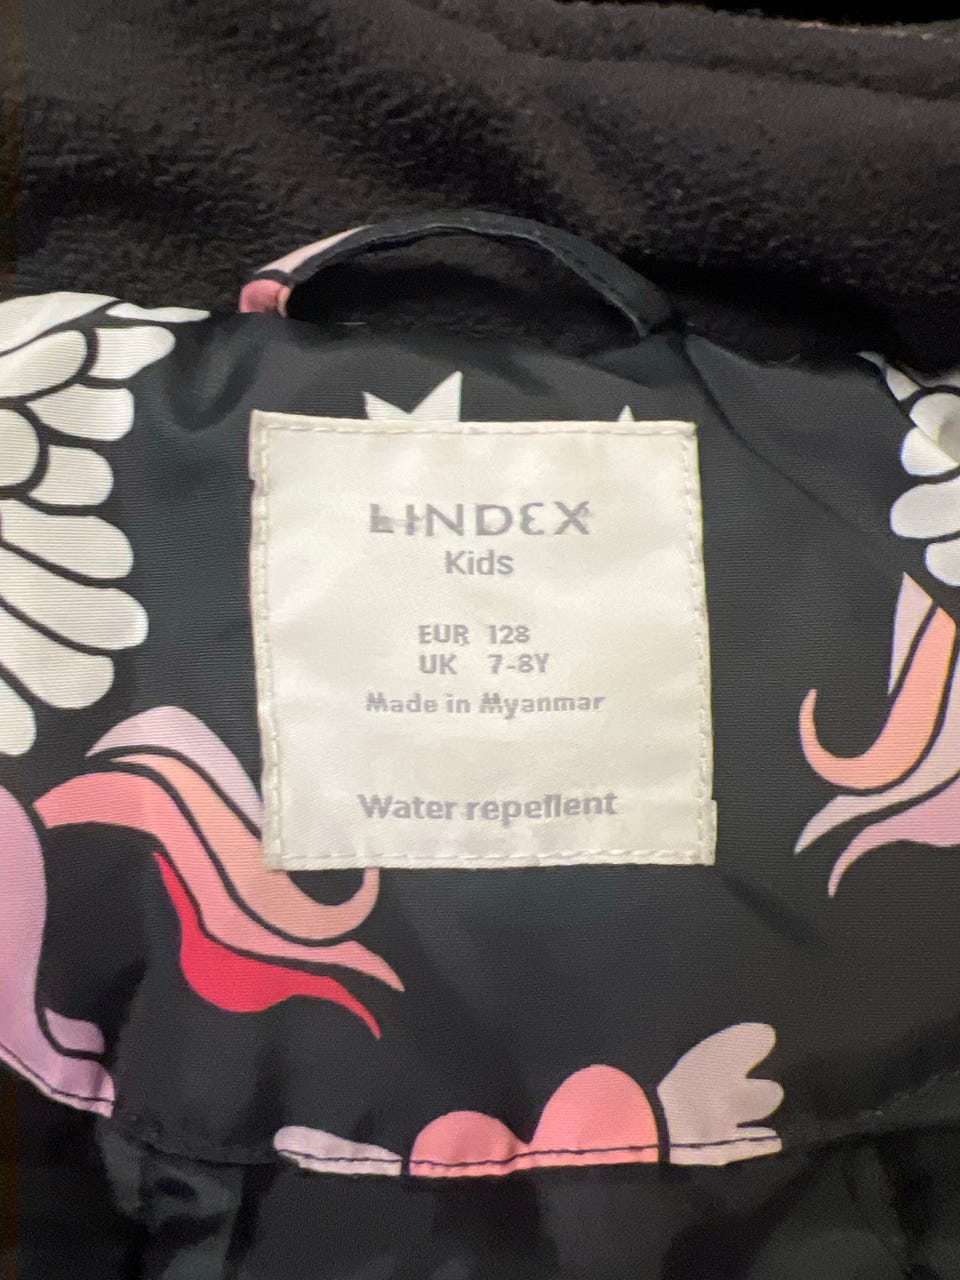 LINDEX
Kids
EUR 128
UK 7-8Y
Made in Myanmar
Water repellent